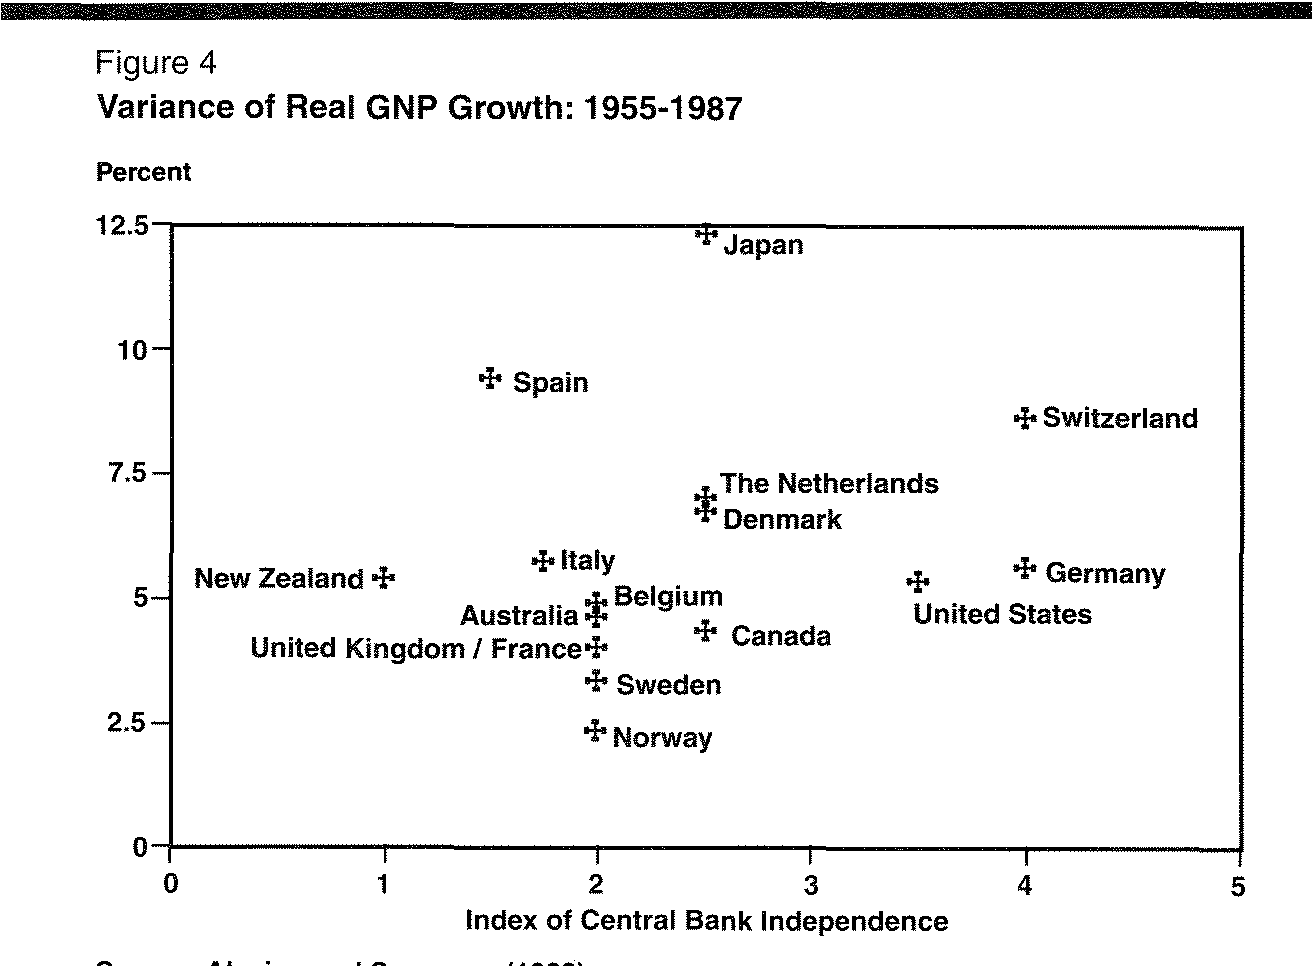 Figure 4
Variance of Real GNP Growth: 1955-1987
Percent
12.5
Japan
10
Spain
Switzerland
7.5
The Netherlands
Denmark
Italy
New Zealand
Germany
5
Belgium
United States
Australia
Canada
United Kingdom / France
Sweden
2.5
Norway
0
0 1 2 3 4 5
Index of Central Bank Independence